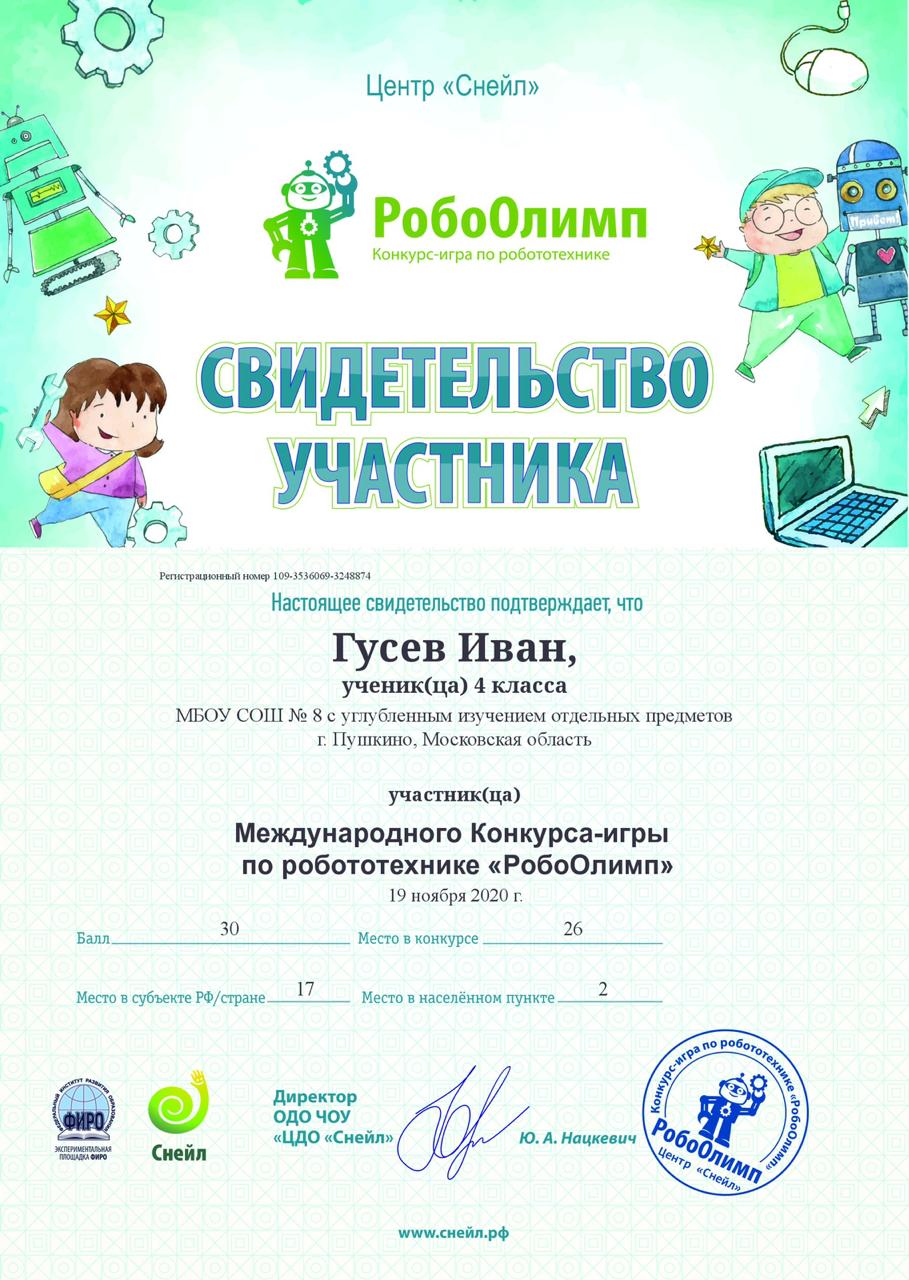 Центр «Снейл»
РобоОлимп
Конкурс-игра по робототехнике
Привет!
СВИДЕТЕЛЬСТВО
УЧАСТНИКА
Регистрационный номер 109-3536069-3248874
Настоящее свидетельство подтверждает, что
Гусев Иван,
ученик(ца) 4 класса
МБОУ СОШ № 8 с углубленным изучением отдельных предметов
г. Пушкино, Московская область
участник(ца)
Международного Конкурса-игры
по робототехнике «РобоОлимп»
19 ноября 2020 г.
Балл 30 Место в конкурсе 26
Место в субъекте РФ/стране 17 Место в населённом пункте 2
ФЕДЕРАЛЬНЫЙ ИНСТИТУТ РАЗВИТИЯ ОБРАЗОВАНИЯ
ФИРО
ЭКСПЕРИМЕНТАЛЬНАЯ
ПЛОЩАДКА ФИРО
Снейл
Директор
ОДО ЧОУ
«ЦДО «Снейл»
Ю. А. Нацкевич
Конкурс-игра по робототехнике «РобоОлимп»
РобоОлимп
Центр «Снейл»
www.снейл.рф